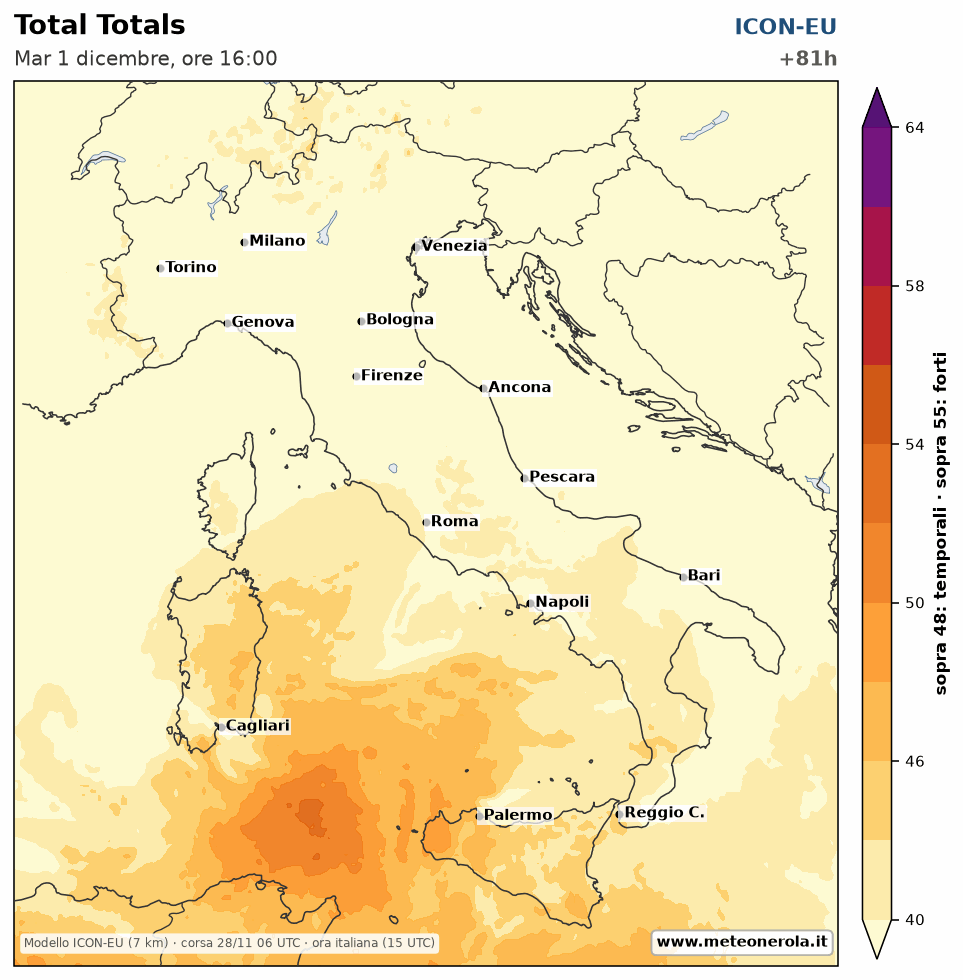 Total Totals
ICON-EU
Mar 1 dicembre, ore 16:00
+81h
Milano
Venezia
Torino
Genova
Bologna
Firenze
Ancona
Pescara
Roma
Bari
Napoli
Cagliari
Palermo
Reggio C.
64
58
54
50
46
40
sopra 48: temporali · sopra 55: forti
Modello ICON-EU (7 km) · corsa 28/11 06 UTC · ora italiana (15 UTC)
www.meteonerola.it